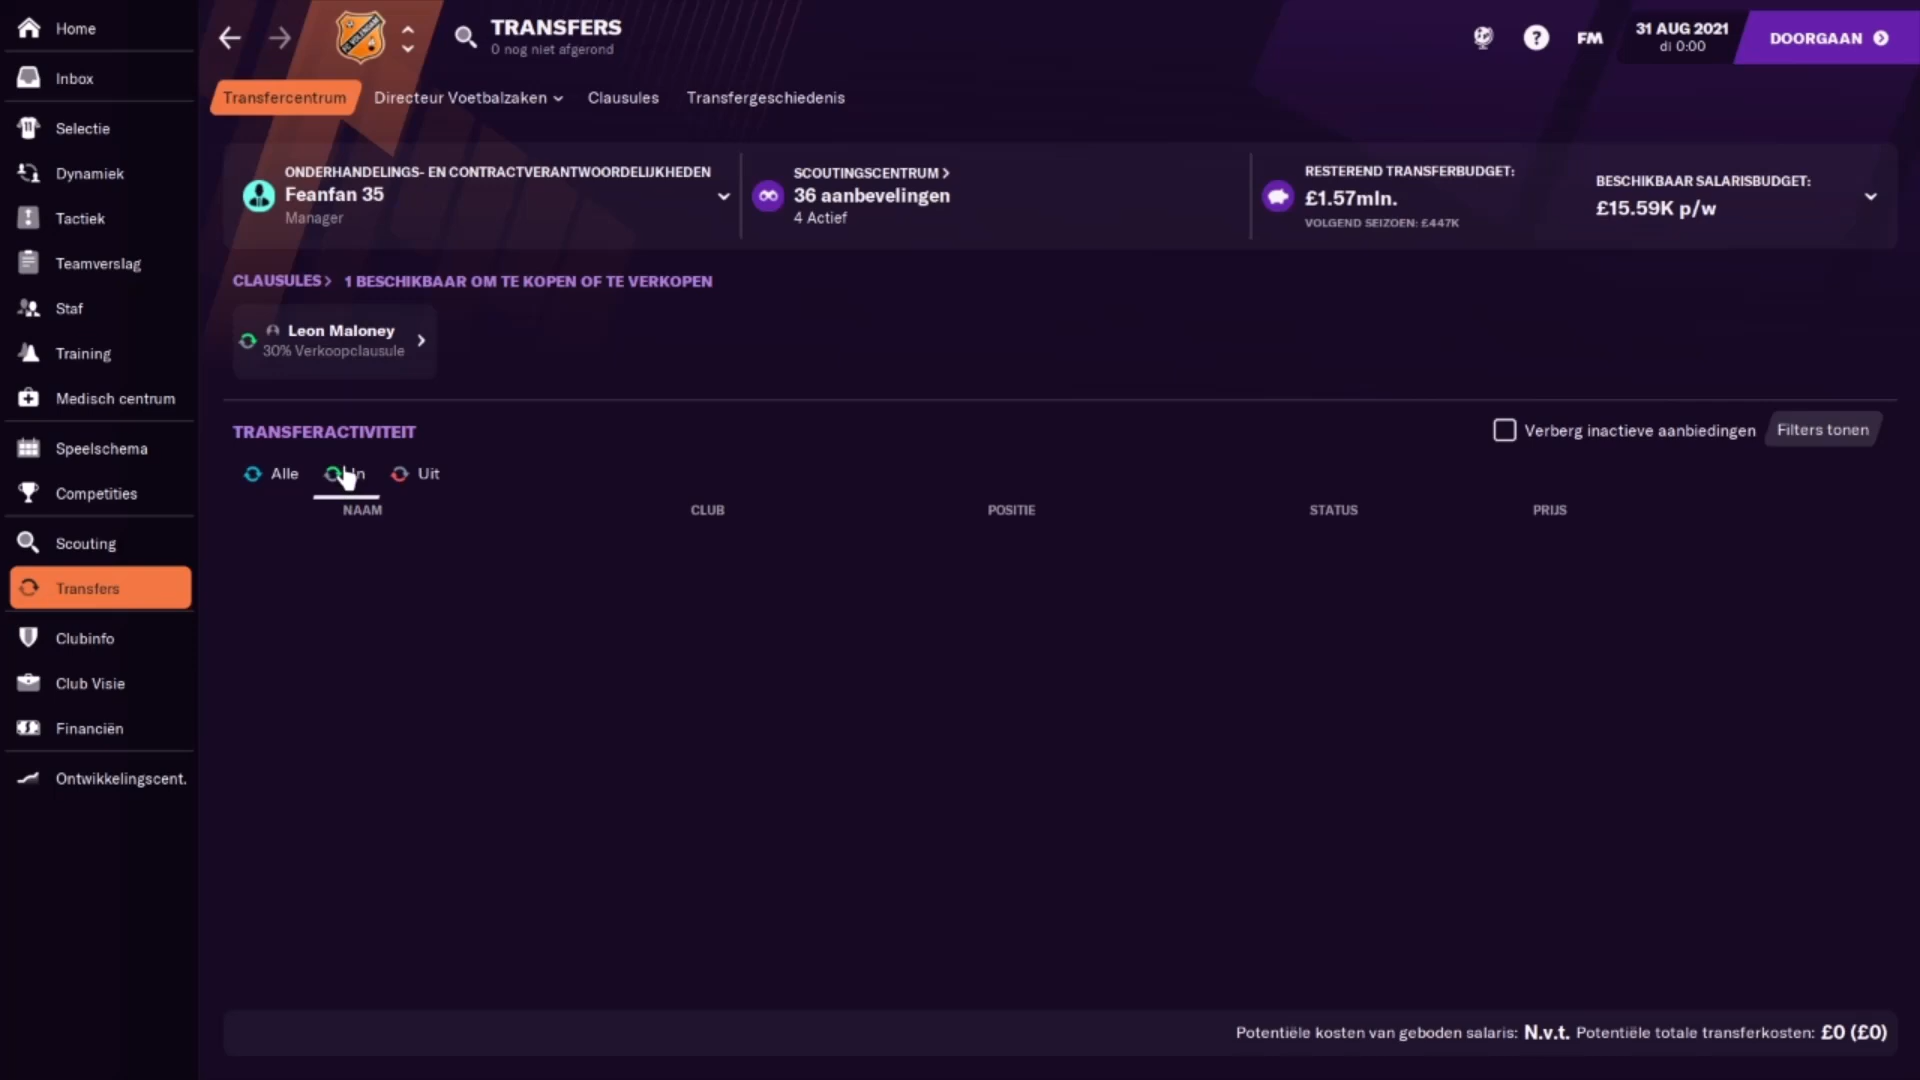 Home
Inbox
Selectie
Dynamiek
Tactiek
Teamverslag
Staf
Training
Medisch centrum
Speelschema
Competities
Scouting
Transfers
Clubinfo
Club Visie
Financiën
Ontwikkelingscent.
FC VOLENDAM
TRANSFERS
0 nog niet afgerond
FM
31 AUG 2021
di 0:00
DOORGAAN
Transfercentrum Directeur Voetbalzaken Clausules Transfergeschiedenis
ONDERHANDELINGS- EN CONTRACTVERANTWOORDELIJKHEDEN
Feanfan 35
Manager
SCOUTINGSCENTRUM >
36 aanbevelingen
4 Actief
RESTEREND TRANSFERBUDGET:
£1.57mln.
VOLGEND SEIZOEN: £447K
BESCHIKBAAR SALARISBUDGET:
£15.59K p/w
CLAUSULES > 1 BESCHIKBAAR OM TE KOPEN OF TE VERKOPEN
Leon Maloney
30% Verkoopclausule
TRANSFERACTIVITEIT
Verberg inactieve aanbiedingen Filters tonen
Alle Uit
NAAM CLUB POSITIE STATUS PRIJS
Potentiële kosten van geboden salaris: N.v.t. Potentiële totale transferkosten: £0 (£0)